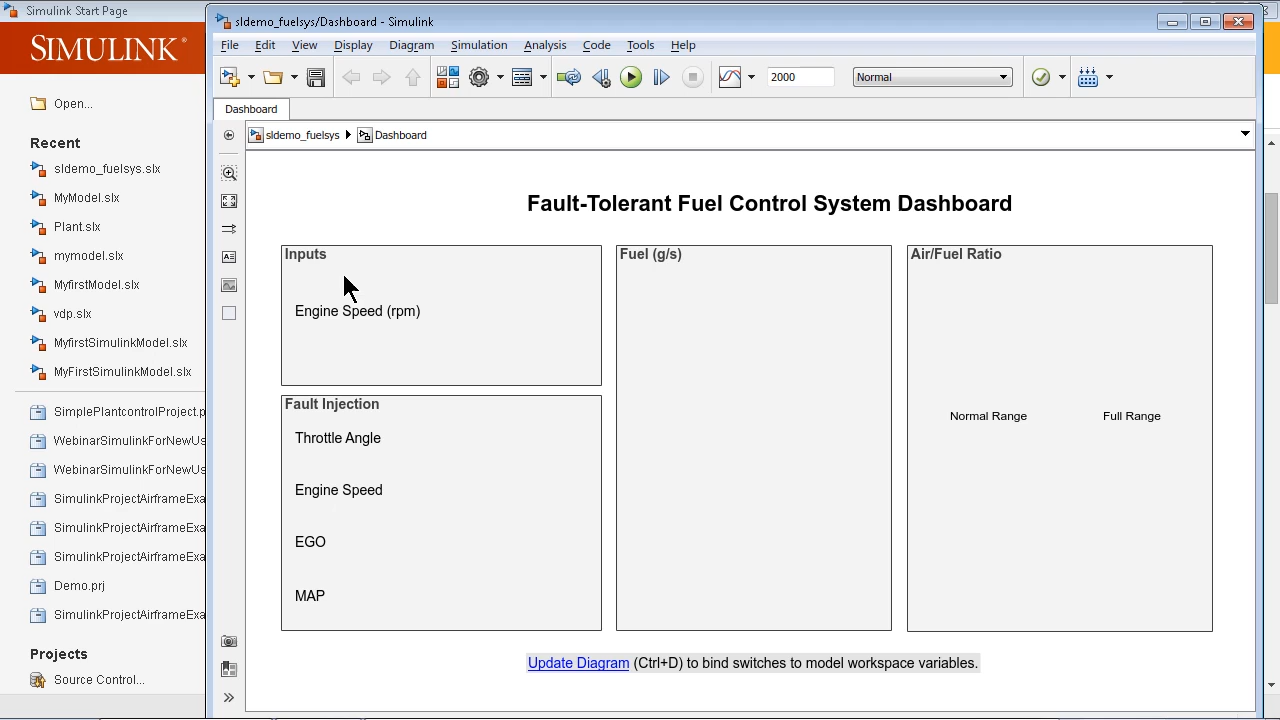 Simulink Start Page
SIMULINK®
Open...
Recent
sldemo_fuelsys.slx
MyModel.slx
Plant.slx
mymodel.slx
MyfirstModel.slx
vdp.slx
MyfirstSimulinkModel.slx
MyFirstSimulinkModel.slx
SimplePlantcontrolProject.p
WebinarSimulinkForNewUs
WebinarSimulinkForNewUs
SimulinkProjectAirframeExa
SimulinkProjectAirframeExa
SimulinkProjectAirframeExa
Demo.prj
SimulinkProjectAirframeExa
Projects
Source Control...
sldemo_fuelsys/Dashboard - Simulink
File Edit View Display Diagram Simulation Analysis Code Tools Help
2000 Normal
Dashboard
sldemo_fuelsys Dashboard
Fault-Tolerant Fuel Control System Dashboard
Inputs
Engine Speed (rpm)
Fault Injection
Throttle Angle
Engine Speed
EGO
MAP
Fuel (g/s)
Air/Fuel Ratio
Normal Range Full Range
Update Diagram (Ctrl+D) to bind switches to model workspace variables.